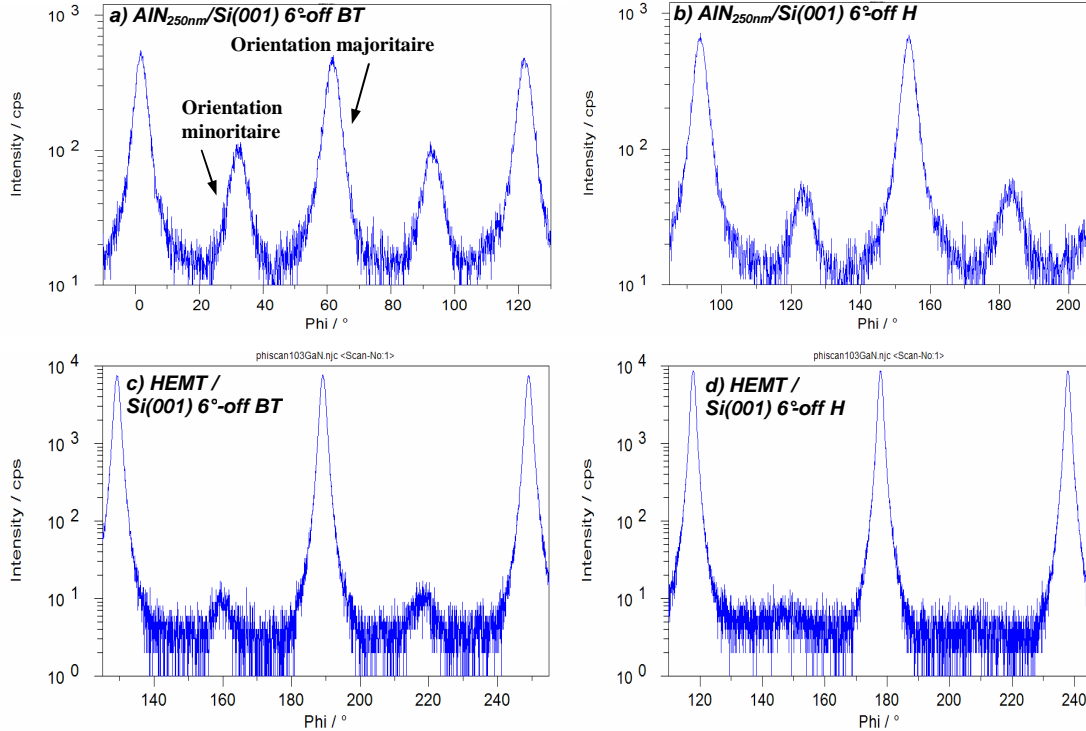 a) AlN250nm/Si(001) 6°-off BT
Orientation majoritaire
Orientation
minoritaire
Intensity / cps
10 3
10 2
10 1
0 20 40 60 80 100 120
Phi / °
b) AlN250nm/Si(001) 6°-off H
Intensity / cps
10 3
10 2
10 1
100 120 140 160 180 200
Phi / °
phiscan103GaN.njc <Scan-No:1>
c) HEMT /
Si(001) 6°-off BT
Intensity / cps
10 4
10 3
10 2
10 1
10 0
140 160 180 200 220 240
Phi / °
phiscan103GaN.njc <Scan-No:1>
d) HEMT /
Si(001) 6°-off H
Intensity / cps
10 4
10 3
10 2
10 1
10 0
120 140 160 180 200 220 240
Phi / °